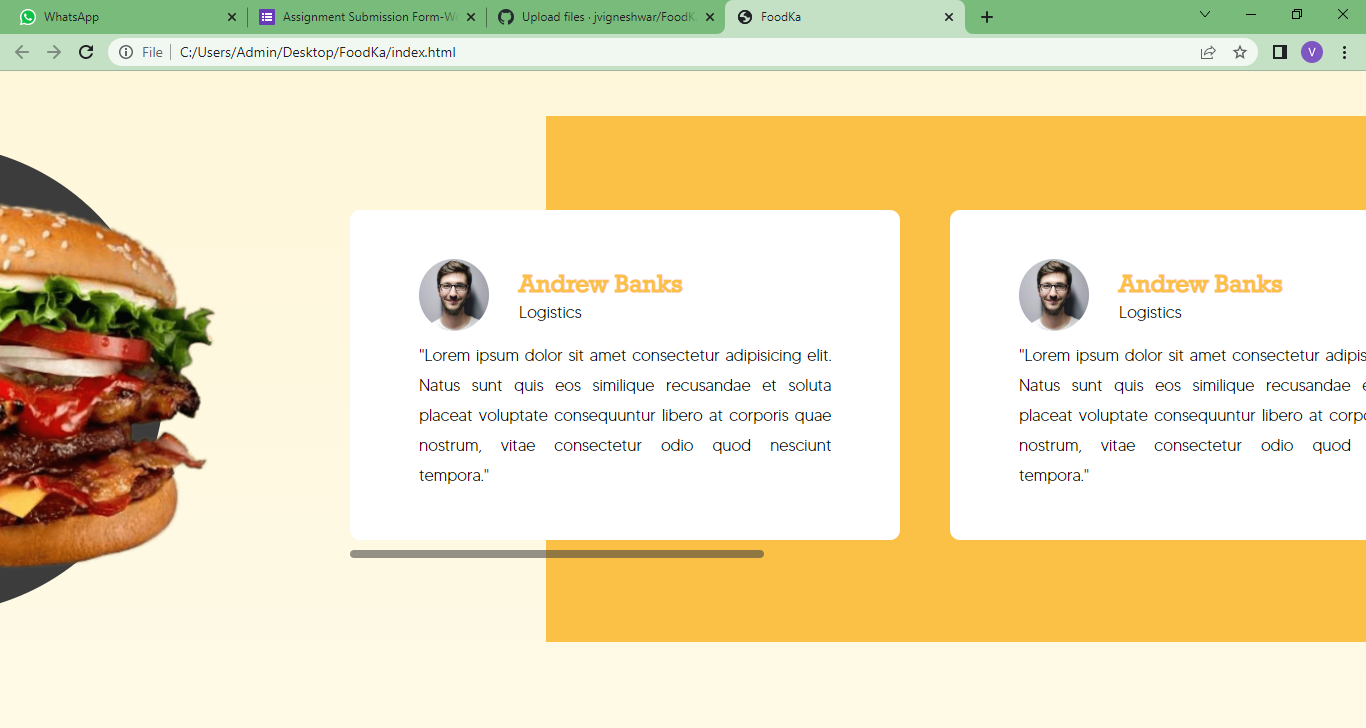 WhatsApp
Assignment Submission Form-W
Upload files · jvigneshwar/FoodK
FoodKa
File
C:/Users/Admin/Desktop/FoodKa/index.html
V
Andrew Banks
Logistics
"Lorem ipsum dolor sit amet consectetur adipisicing elit.
Natus sunt quis eos similique recusandae et soluta
placeat voluptate consequuntur libero at corporis quae
nostrum, vitae consectetur odio quod nesciunt
tempora."
Andrew Banks
Logistics
"Lorem ipsum dolor sit amet consectetur adipis
Natus sunt quis eos similique recusandae
placeat voluptate consequuntur libero at corp
nostrum, vitae consectetur odio quod
tempora."